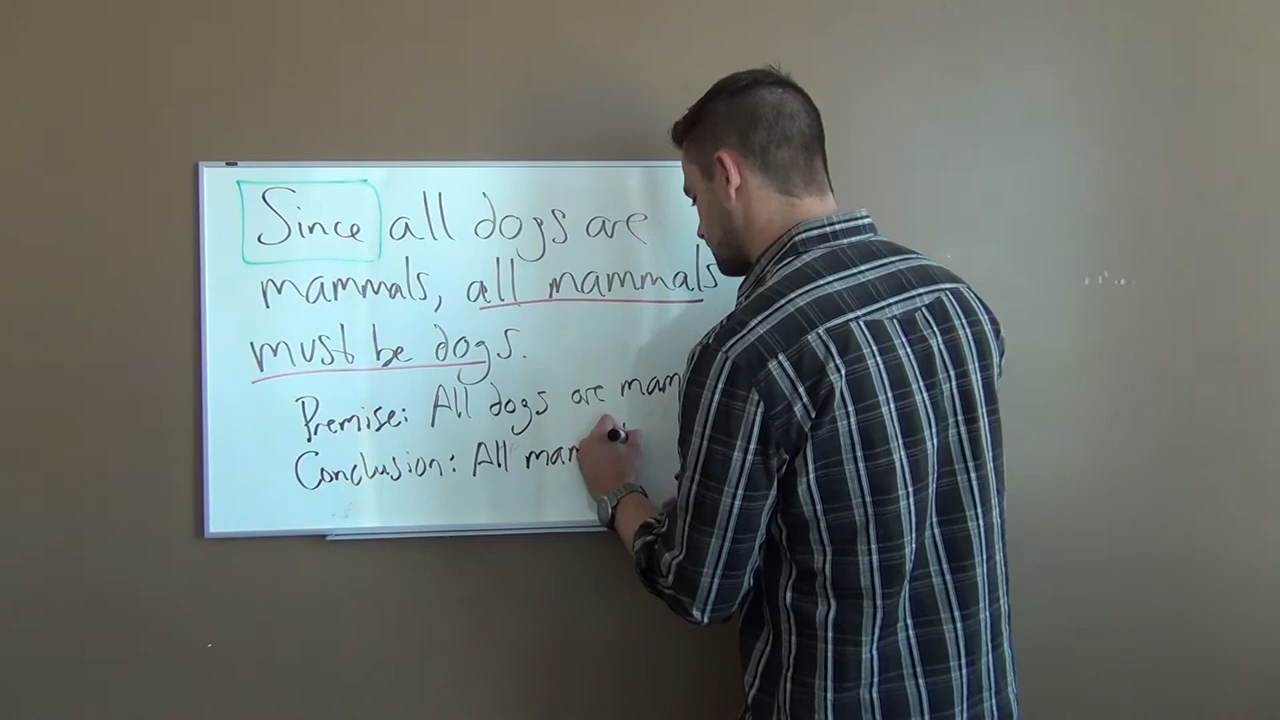 Since all dogs are
mammals, all mammals
must be dogs.
Premise: All dogs are mam
Conclusion: All mam